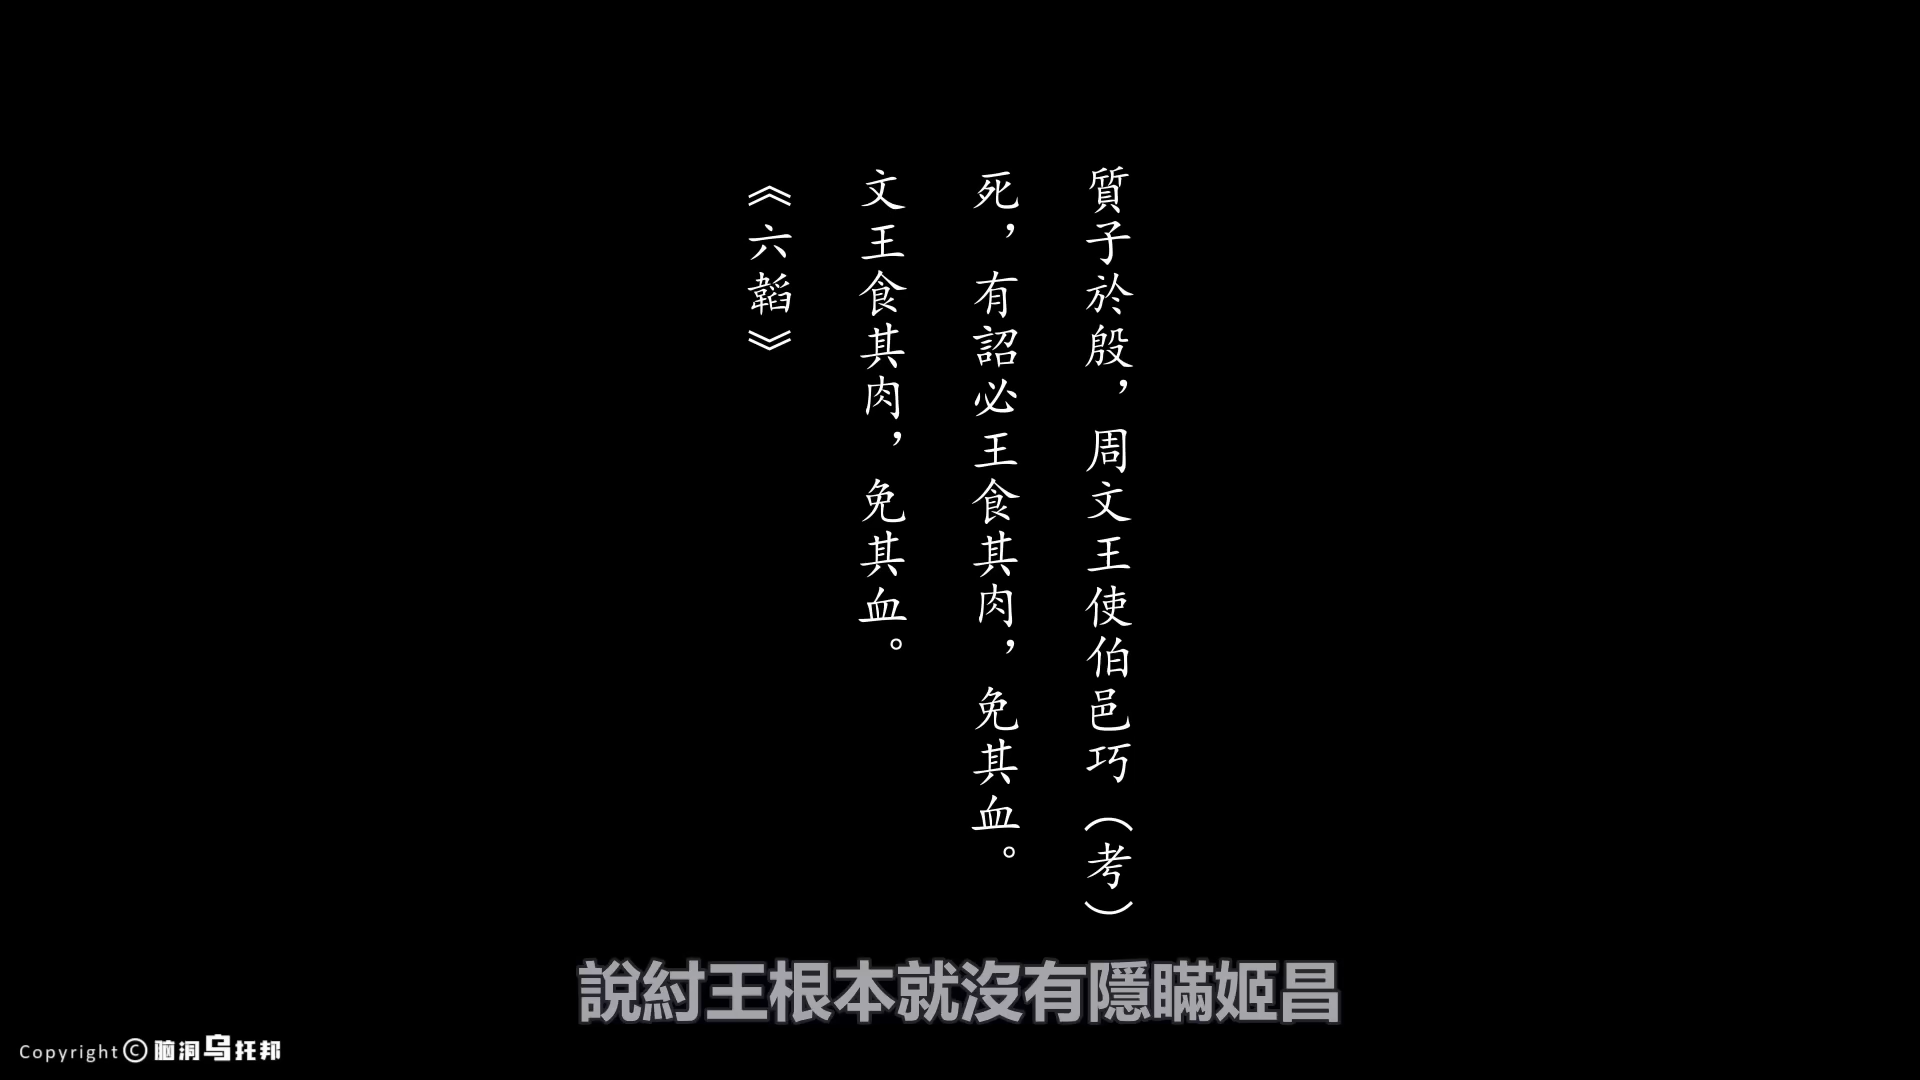 質子於殷，周文王使伯邑巧（考）
死，有詔必王食其肉，免其血。
文王食其肉，免其血。
《六韜》
說紂王根本就沒有隱瞞姬昌
Copyright © 脑洞乌托邦